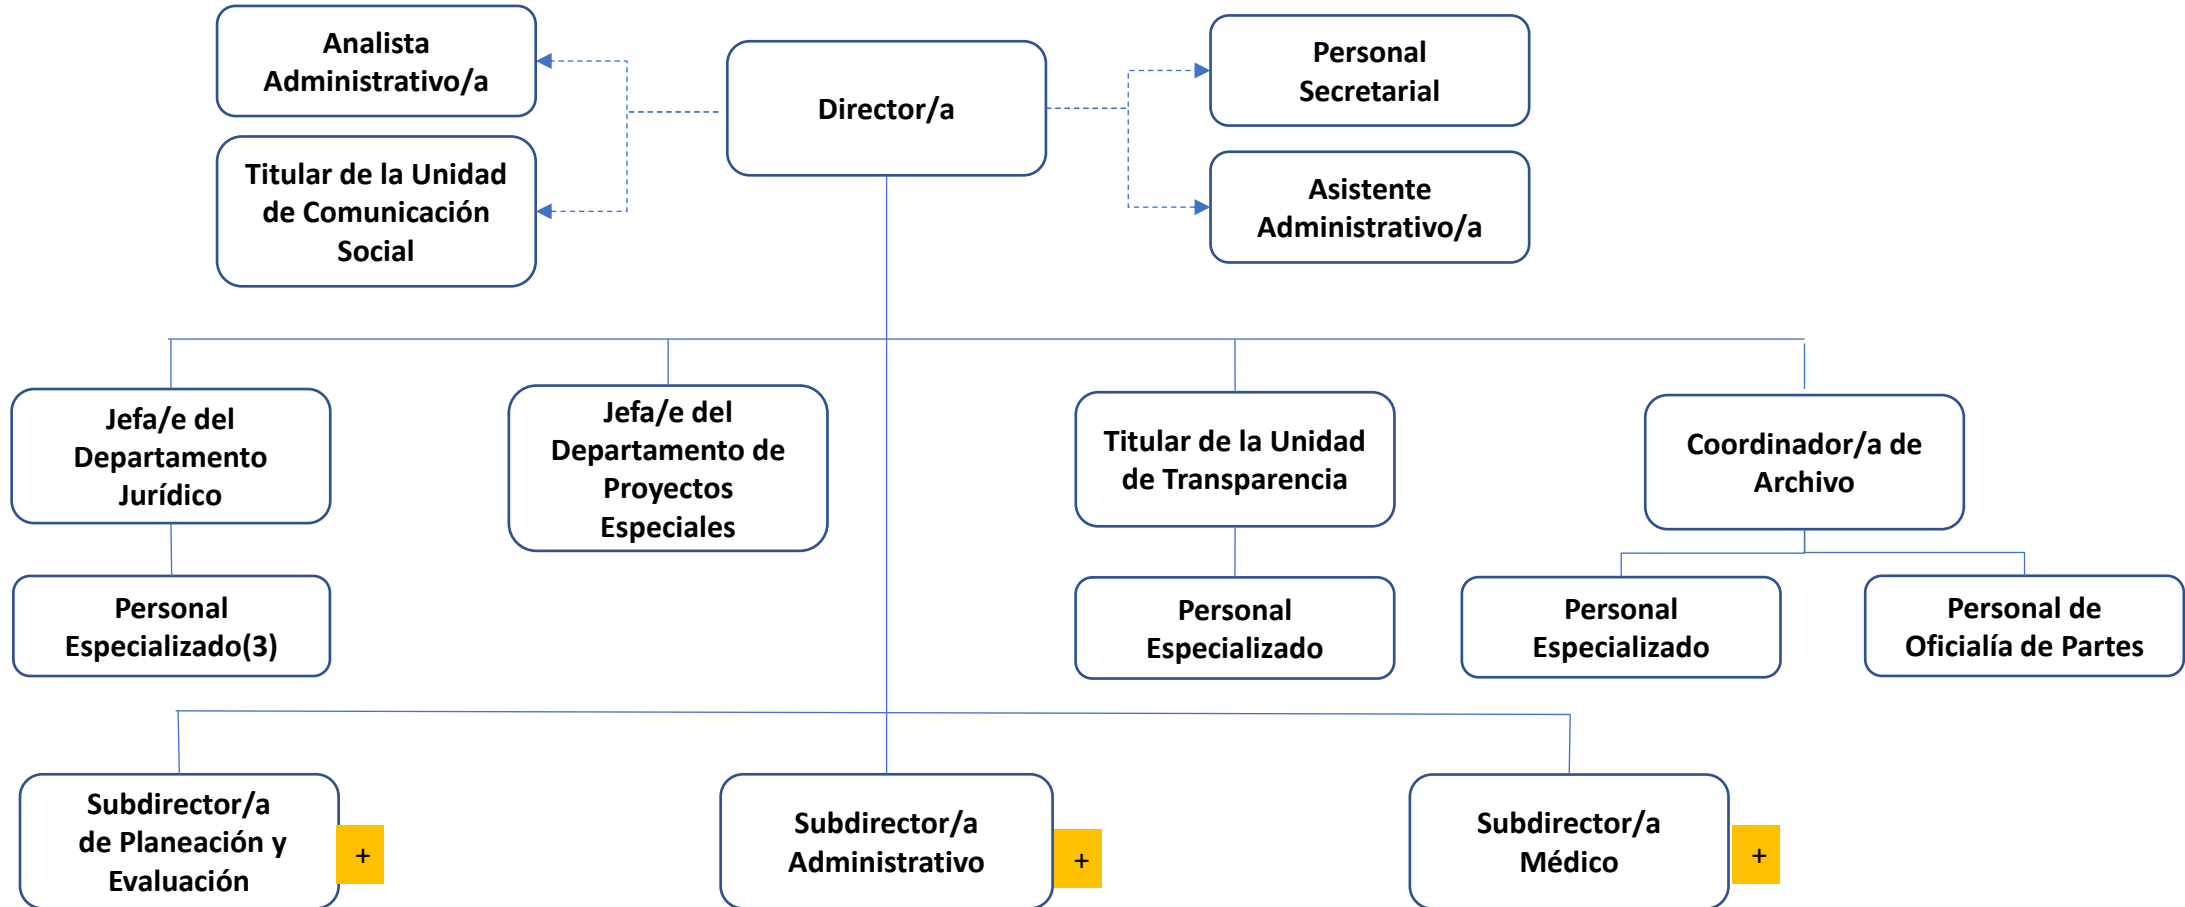 Analista
Administrativo/a
Titular de la Unidad
de Comunicación
Social
Director/a
Personal
Secretarial
Asistente
Administrativo/a
Jefa/e del
Departamento
Jurídico
Jefa/e del
Departamento de
Proyectos
Especiales
Titular de la Unidad
de Transparencia
Coordinador/a de
Archivo
Personal
Especializado(3)
Personal
Especializado
Personal
Especializado
Personal de
Oficialía de Partes
Subdirector/a
de Planeación y
Evaluación
+
Subdirector/a
Administrativo
+
Subdirector/a
Médico
+